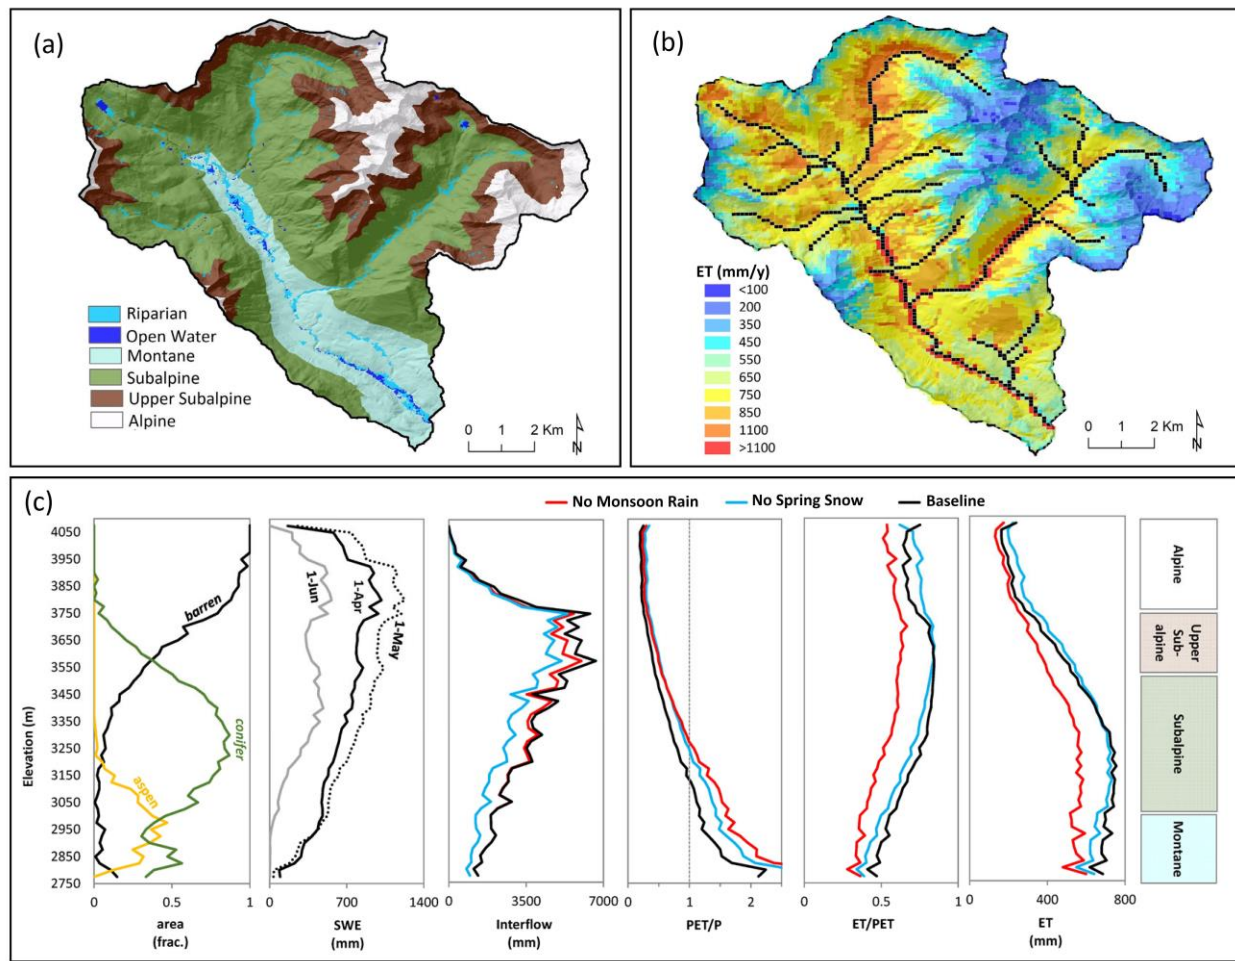 (a)
Riparian
Open Water
Montane
Subalpine
Upper Subalpine
Alpine
0 1 2 Km
N
(b)
ET (mm/y)
<100
200
350
450
550
650
750
850
1100
>1100
0 1 2 Km
N
(c)
No Monsoon Rain No Spring Snow Baseline
Elevation (m)
4050
3950
3850
3750
3650
3550
3450
3350
3250
3150
3050
2950
2850
2750
barren
conifer
aspen
0 0.5 1
area
(frac.)
1-Jun
1-Apr
1-May
0 700 1400
SWE
(mm)
0 3500 7000
Interflow
(mm)
0 1 2
PET/P
0 0.5 1
ET/PET
0 400 800
ET
(mm)
Alpine
Upper
Sub-
alpine
Subalpine
Montane